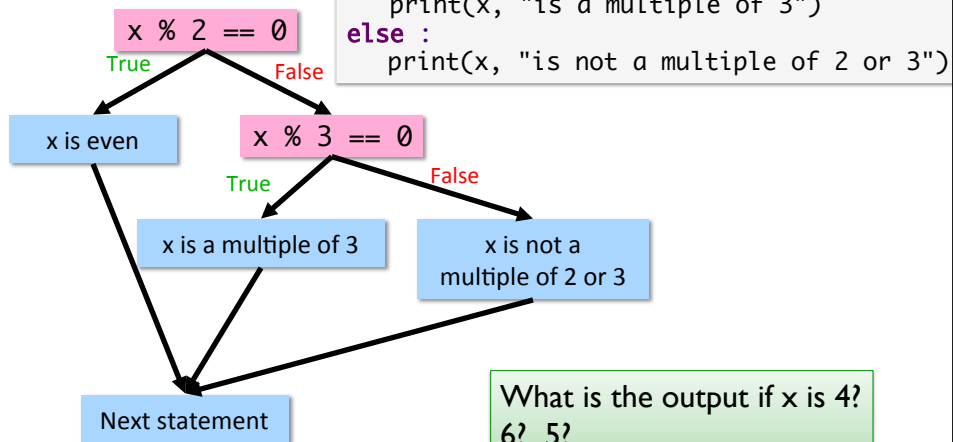 print(x, "is a multiple of 3")
else :
print(x, "is not a multiple of 2 or 3")
x % 2 == 0
True
False
x is even
x % 3 == 0
True
False
x is a multiple of 3
x is not a
multiple of 2 or 3
Next statement
What is the output if x is 4?
6? 5?